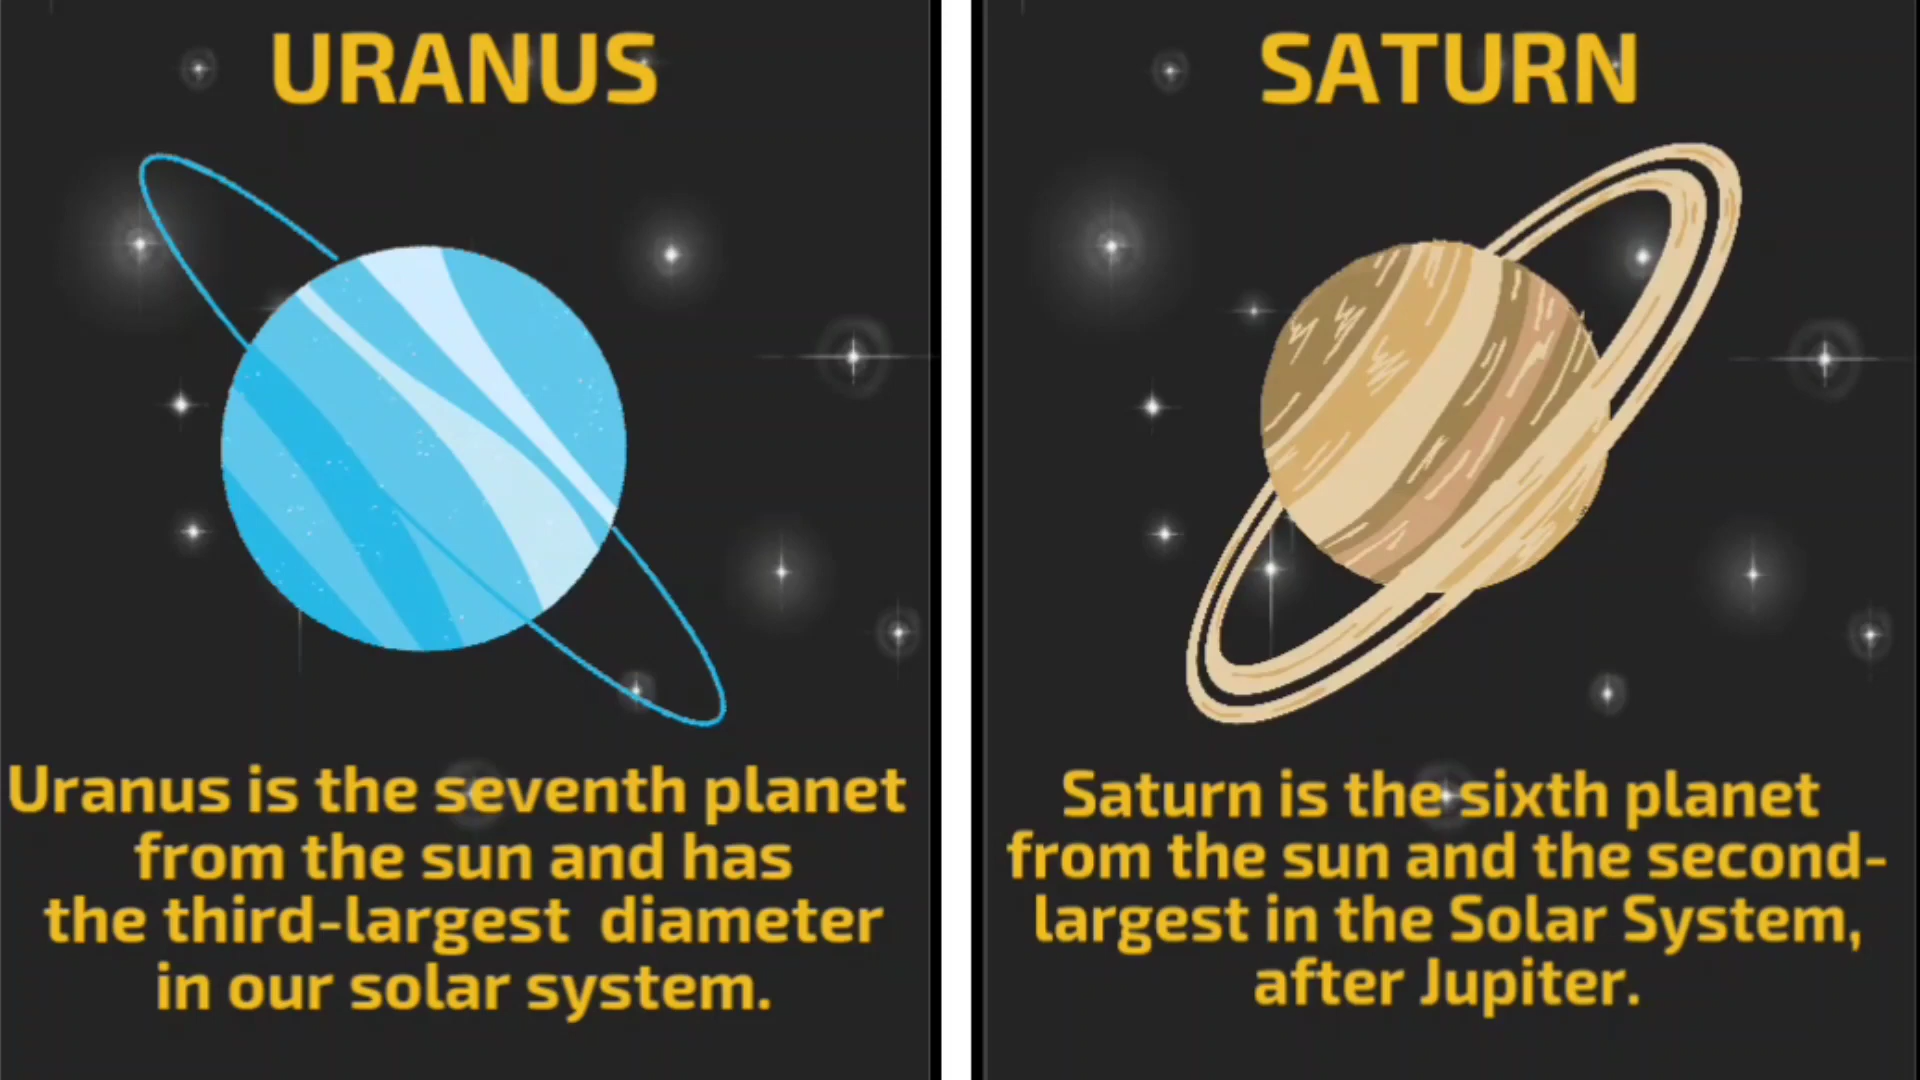 URANUS
Uranus is the seventh planet
from the sun and has
the third-largest diameter
in our solar system.
SATURN
Saturn is the sixth planet
from the sun and the second-
largest in the Solar System,
after Jupiter.